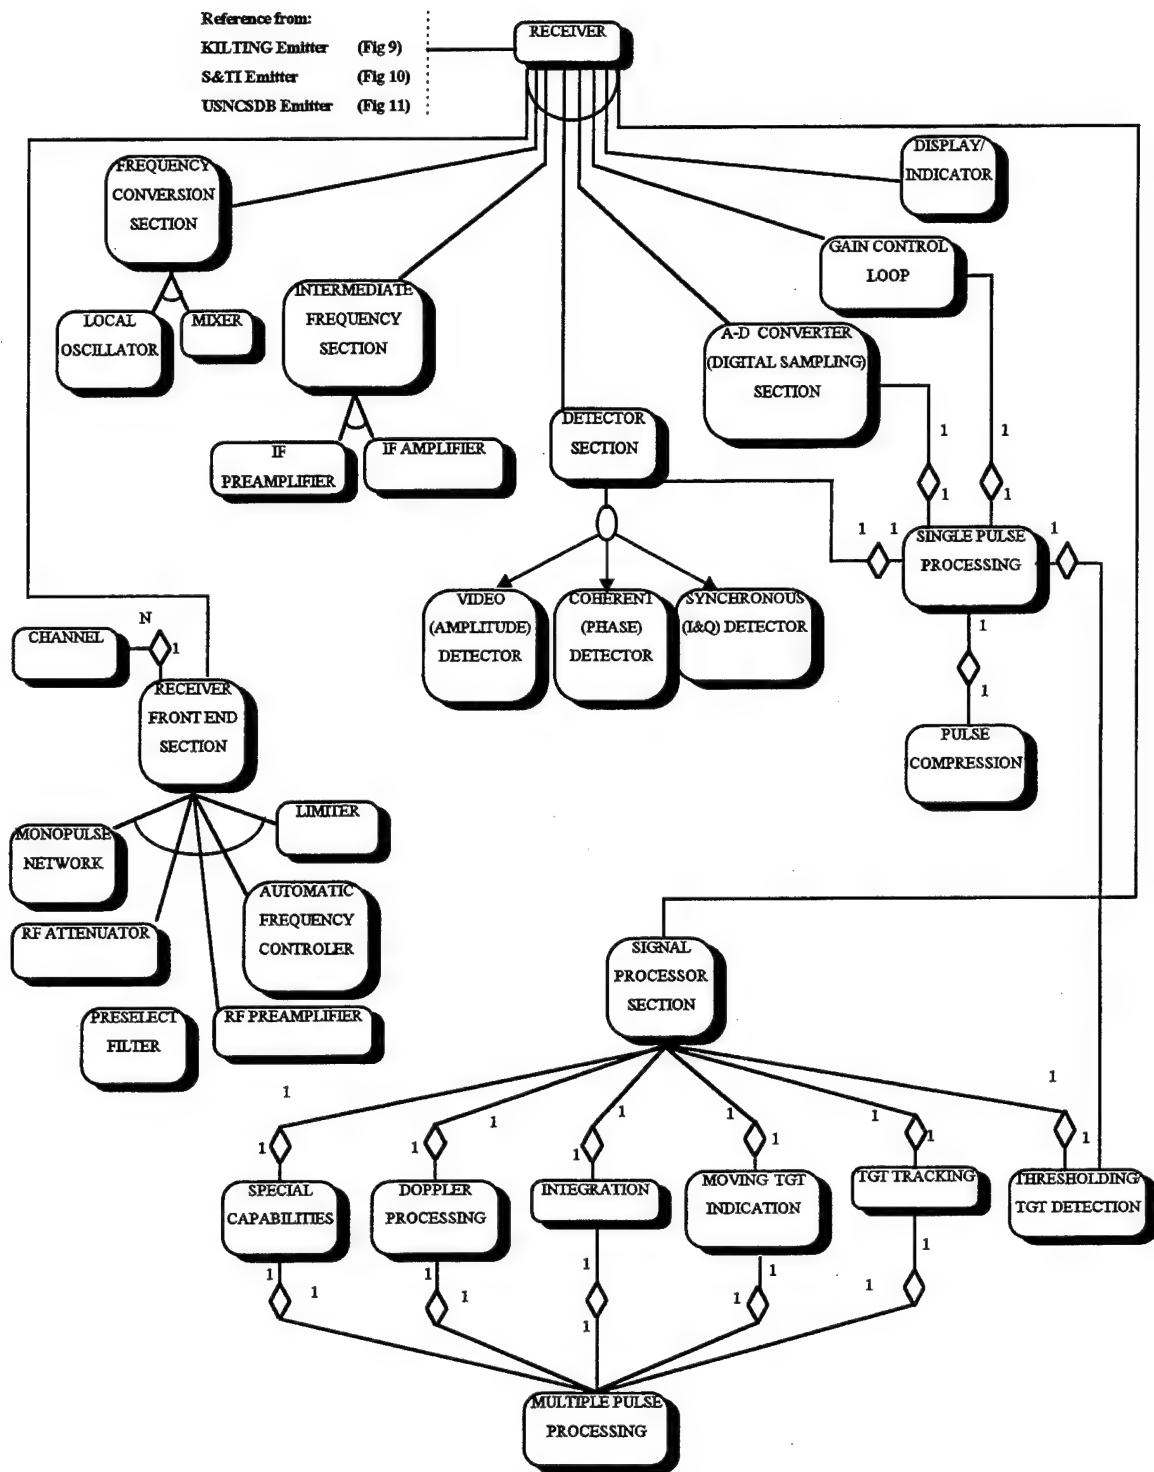 Reference from:
KILTING Emitter (Fig 9)
S&TI Emitter (Fig 10)
USNCSDB Emitter (Fig 11)
RECEIVER
FREQUENCY
CONVERSION
SECTION
DISPLAY/
INDICATOR
GAIN CONTROL
LOOP
INTERMEDIATE
FREQUENCY
SECTION
LOCAL
OSCILLATOR
MIXER
A-D CONVERTER
(DIGITAL SAMPLING)
SECTION
DETECTOR
SECTION
IF
PREAMPLIFIER
IF AMPLIFIER
1
1
1
1
1
1
1
SINGLE PULSE
PROCESSING
VIDEO
(AMPLITUDE)
DETECTOR
COHERENT
(PHASE)
DETECTOR
SYNCHRONOUS
(I&Q) DETECTOR
N
1
CHANNEL
1
1
RECEIVER
FRONT END
SECTION
PULSE
COMPRESSION
LIMITER
MONOPULSE
NETWORK
AUTOMATIC
FREQUENCY
CONTROLER
RF ATTENUATOR
PRESELECT
FILTER
RF PREAMPLIFIER
SIGNAL
PROCESSOR
SECTION
1
1
1
1
1
1
1
1
1
1
1
1
SPECIAL
CAPABILITIES
DOPPLER
PROCESSING
INTEGRATION
MOVING TGT
INDICATION
TGT TRACKING
THRESHOLDING/
TGT DETECTION
1
1
1
1
1
1
1
1
1
1
MULTIPLE PULSE
PROCESSING